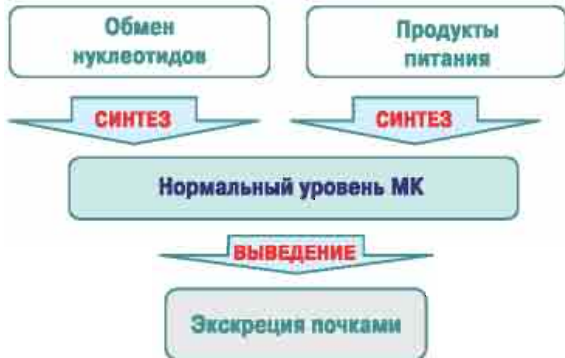 Обмен
нуклеотидов
Продукты
питания
СИНТЕЗ
СИНТЕЗ
Нормальный уровень МК
ВЫВЕДЕНИЕ
Экскреция почками